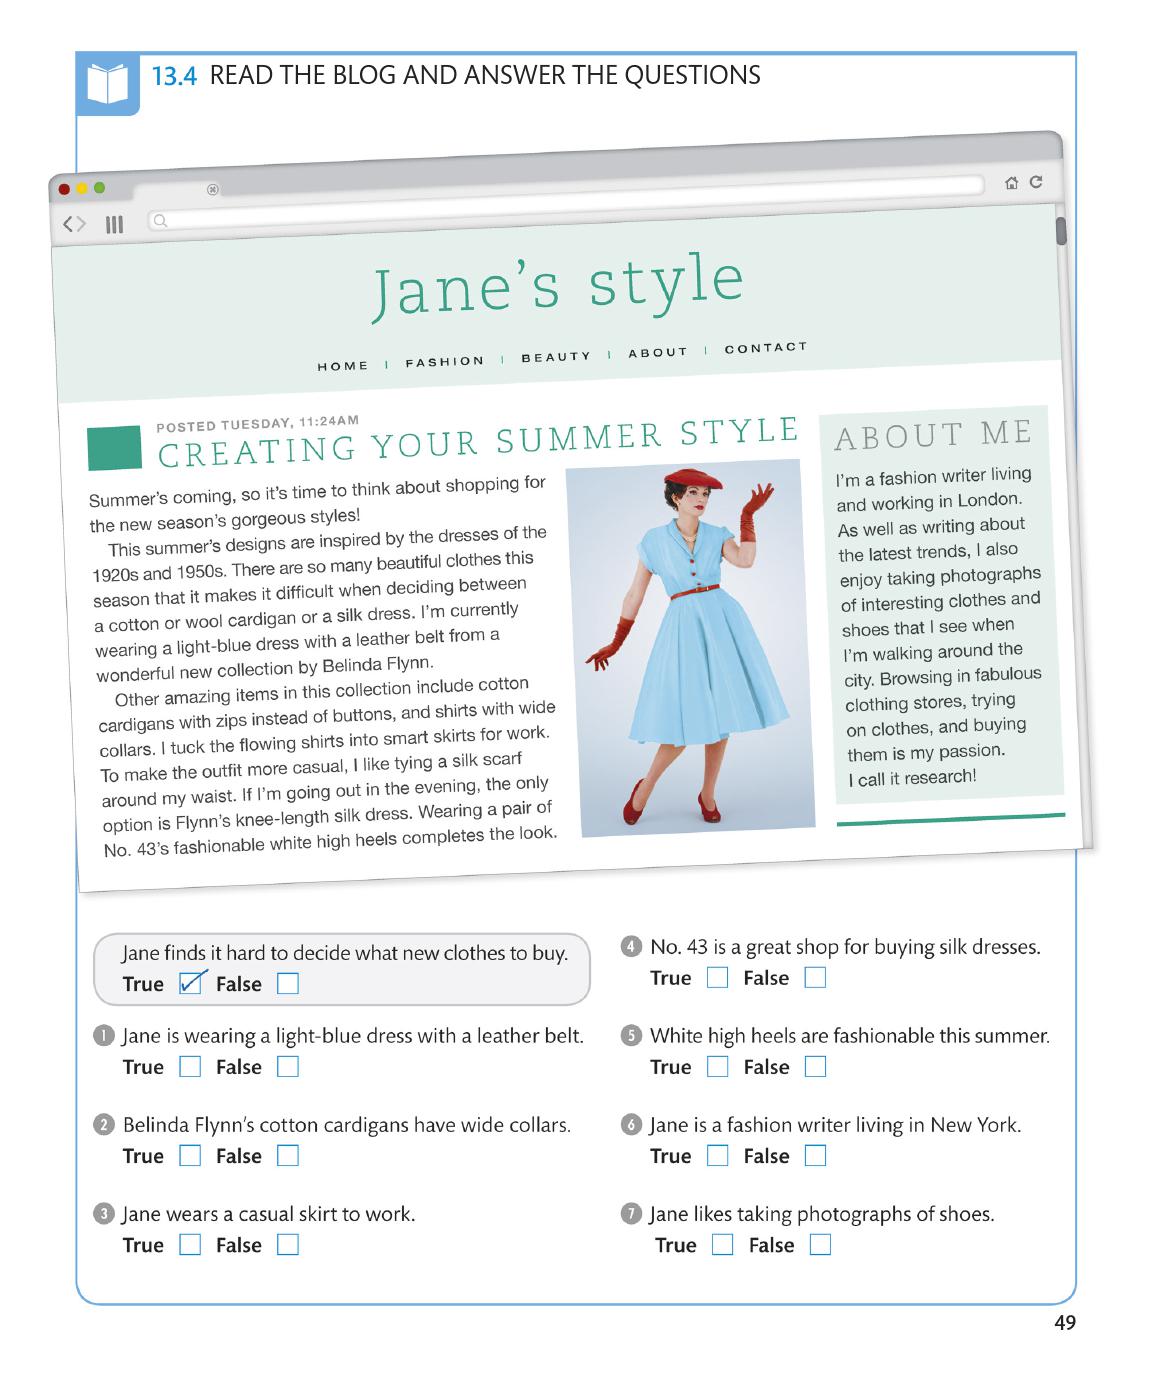 13.4 READ THE BLOG AND ANSWER THE QUESTIONS
Jane's style
HOME | FASHION | BEAUTY | ABOUT | CONTACT
POSTED TUESDAY, 11:24AM
CREATING YOUR SUMMER STYLE
Summer's coming, so it's time to think about shopping for
the new season's gorgeous styles!
This summer's designs are inspired by the dresses of the
1920s and 1950s. There are so many beautiful clothes this
season that it makes it difficult when deciding between
a cotton or wool cardigan or a silk dress. I'm currently
wearing a light-blue dress with a leather belt from a
wonderful new collection by Belinda Flynn.
Other amazing items in this collection include cotton
cardigans with zips instead of buttons, and shirts with wide
collars. I tuck the flowing shirts into smart skirts for work.
To make the outfit more casual, I like tying a silk scarf
around my waist. If I'm going out in the evening, the only
option is Flynn's knee-length silk dress. Wearing a pair of
No. 43's fashionable white high heels completes the look.
ABOUT ME
I'm a fashion writer living
and working in London.
As well as writing about
the latest trends, I also
enjoy taking photographs
of interesting clothes and
shoes that I see when
I'm walking around the
city. Browsing in fabulous
clothing stores, trying
on clothes, and buying
them is my passion.
I call it research!
Jane finds it hard to decide what new clothes to buy.
True False
1 Jane is wearing a light-blue dress with a leather belt.
True False
2 Belinda Flynn's cotton cardigans have wide collars.
True False
3 Jane wears a casual skirt to work.
True False
4 No. 43 is a great shop for buying silk dresses.
True False
5 White high heels are fashionable this summer.
True False
6 Jane is a fashion writer living in New York.
True False
7 Jane likes taking photographs of shoes.
True False
49